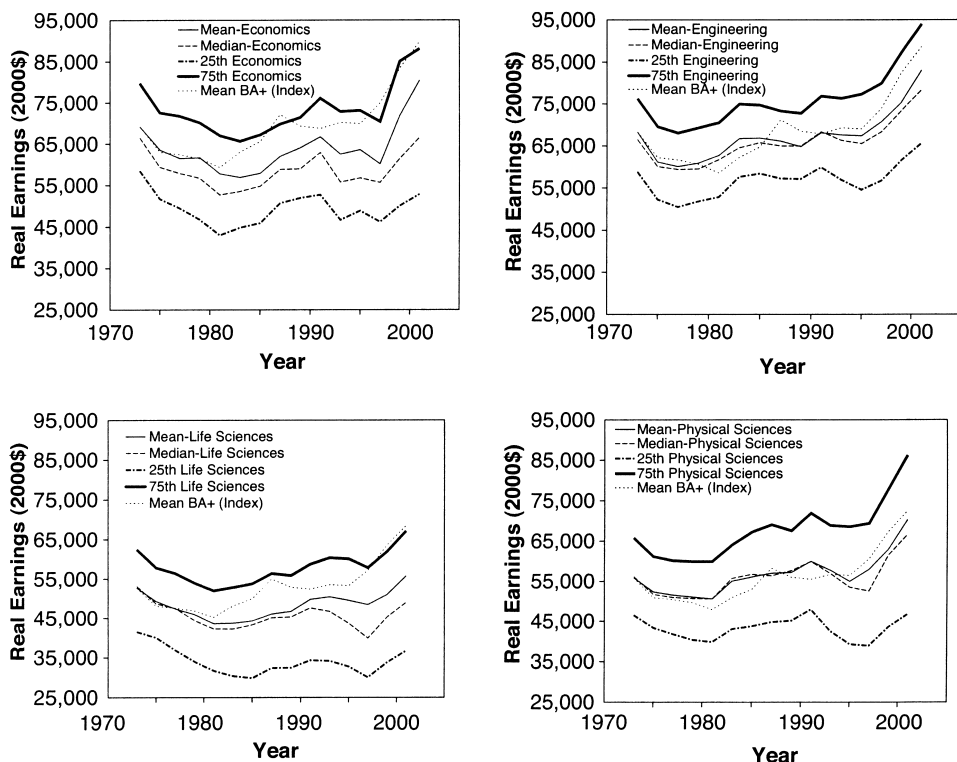 Real Earnings (2000$)
95,000
85,000
75,000
65,000
55,000
45,000
35,000
25,000
Mean-Economics
Median-Economics
25th Economics
75th Economics
Mean BA+ (Index)
1970
1980
1990
2000
Year
Real Earnings (2000$)
95,000
85,000
75,000
65,000
55,000
45,000
35,000
25,000
Mean-Engineering
Median-Engineering
25th Engineering
75th Engineering
Mean BA+ (Index)
1970
1980
1990
2000
Year
Real Earnings (2000$)
95,000
85,000
75,000
65,000
55,000
45,000
35,000
25,000
Mean-Life Sciences
Median-Life Sciences
25th Life Sciences
75th Life Sciences
Mean BA+ (Index)
1970
1980
1990
2000
Year
Real Earnings (2000$)
95,000
85,000
75,000
65,000
55,000
45,000
35,000
25,000
Mean-Physical Sciences
Median-Physical Sciences
25th Physical Sciences
75th Physical Sciences
Mean BA+ (Index)
1970
1980
1990
2000
Year